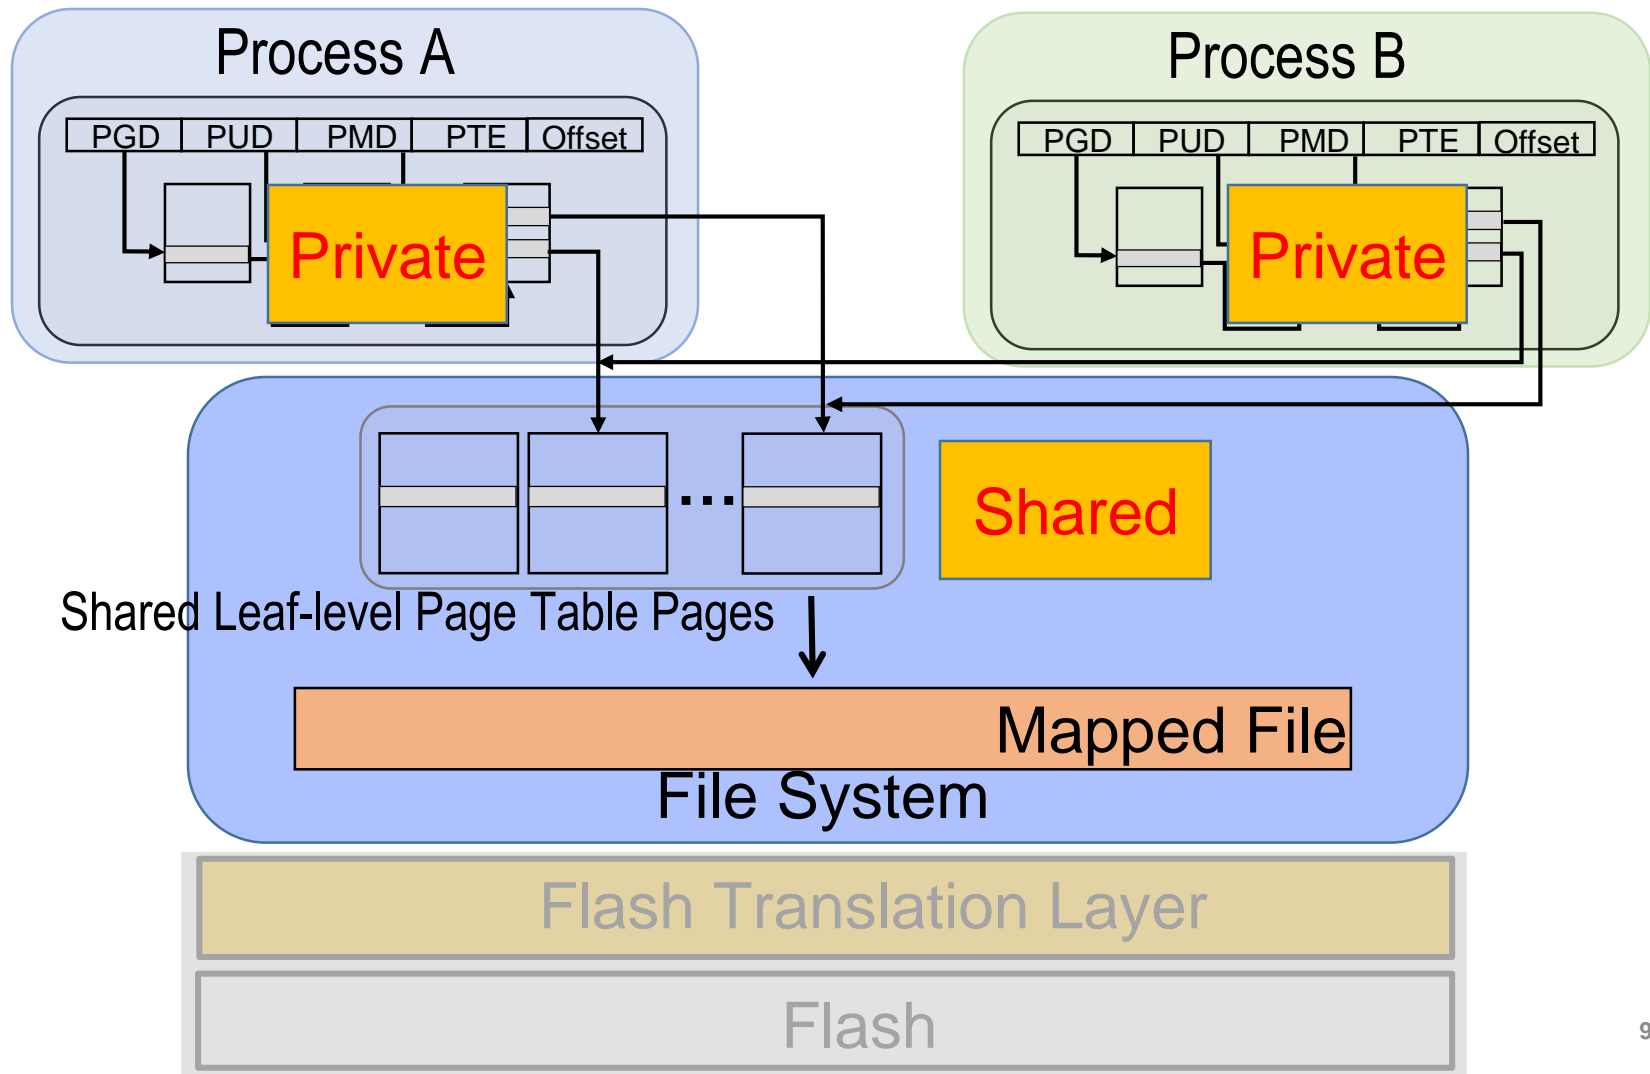 Process A
Process B
PGD PUD PMD PTE Offset
PGD PUD PMD PTE Offset
Private
Private
...
Shared
Shared Leaf-level Page Table Pages
Mapped File
File System
Flash Translation Layer
Flash
9